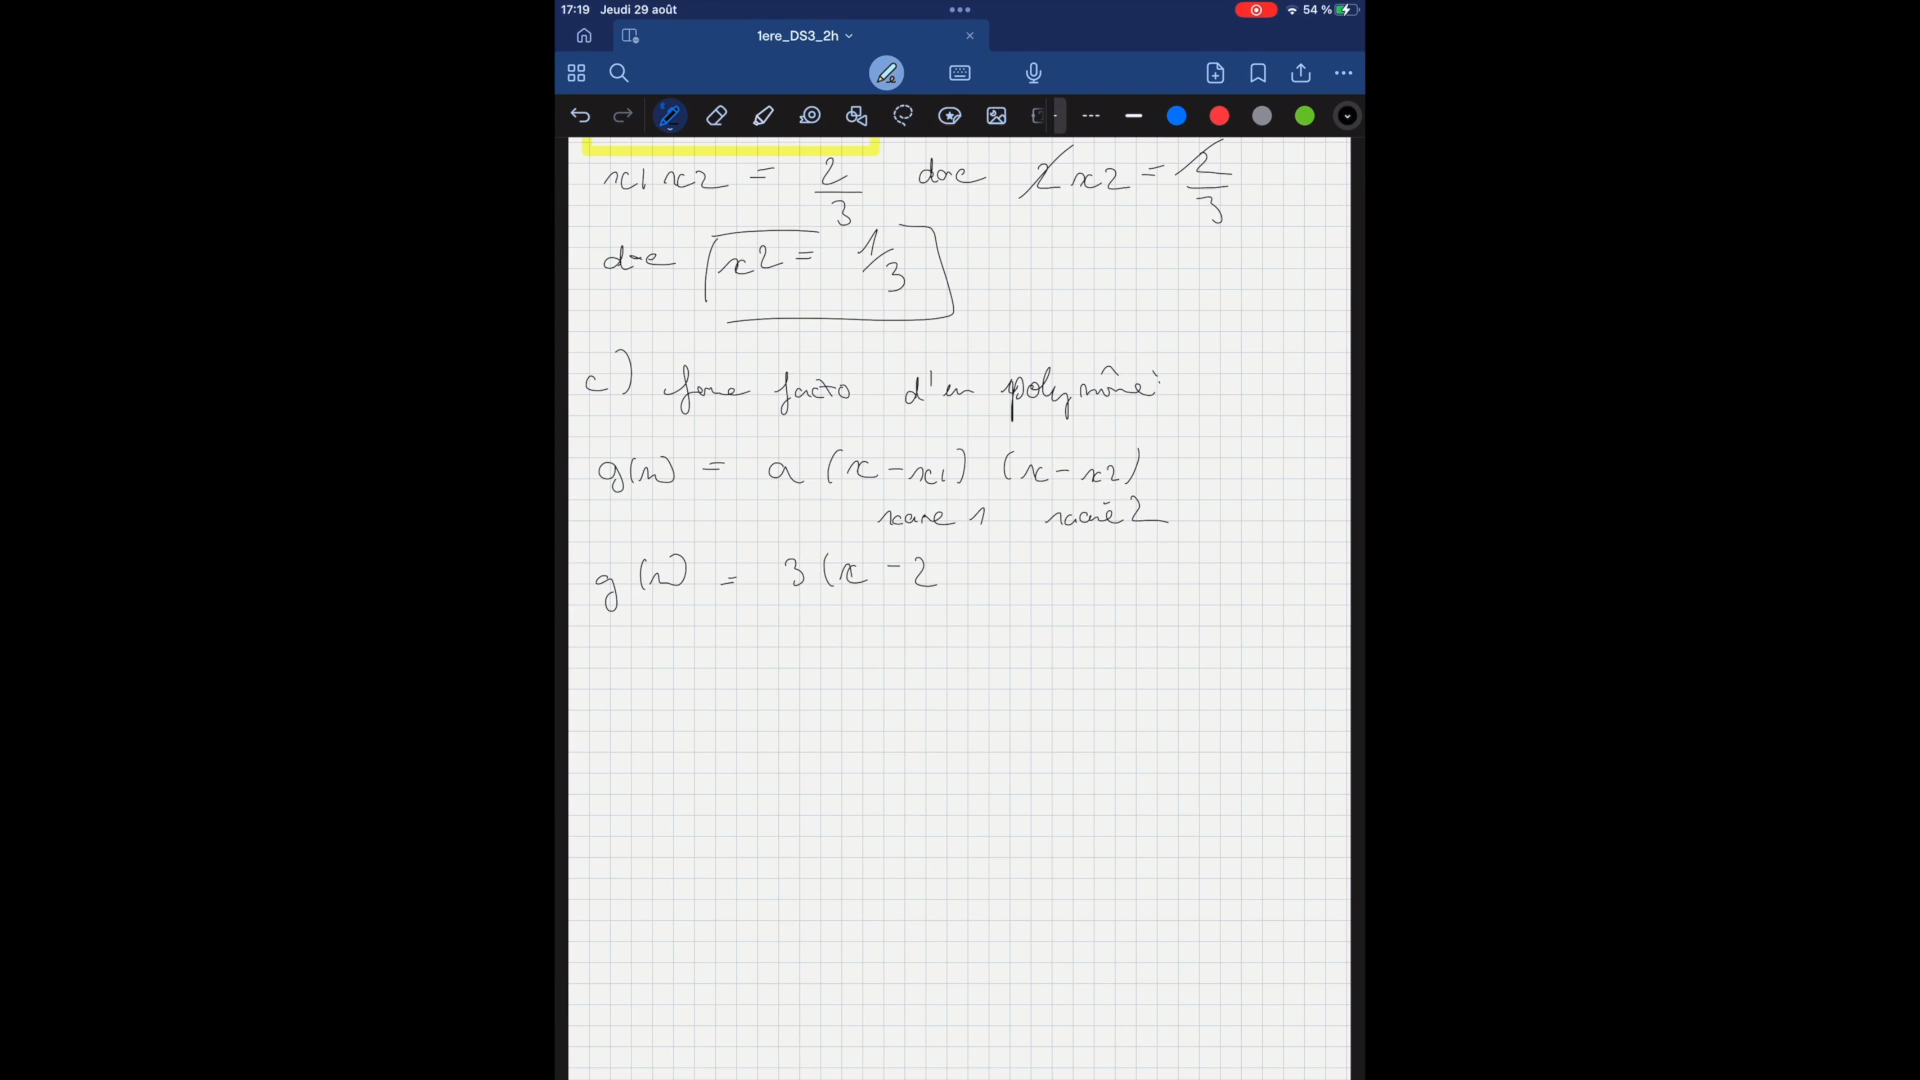 17:19 Jeudi 29 août 54 %
1ere_DS3_2h
x1 x2 = 2/3 donc 2 x2 = 2/3
donc x2 = 1/3
c) forme facto d'un polynôme :
g(x) = a (x - x1) (x - x2)
racine 1 racine 2
g(x) = 3 (x - 2